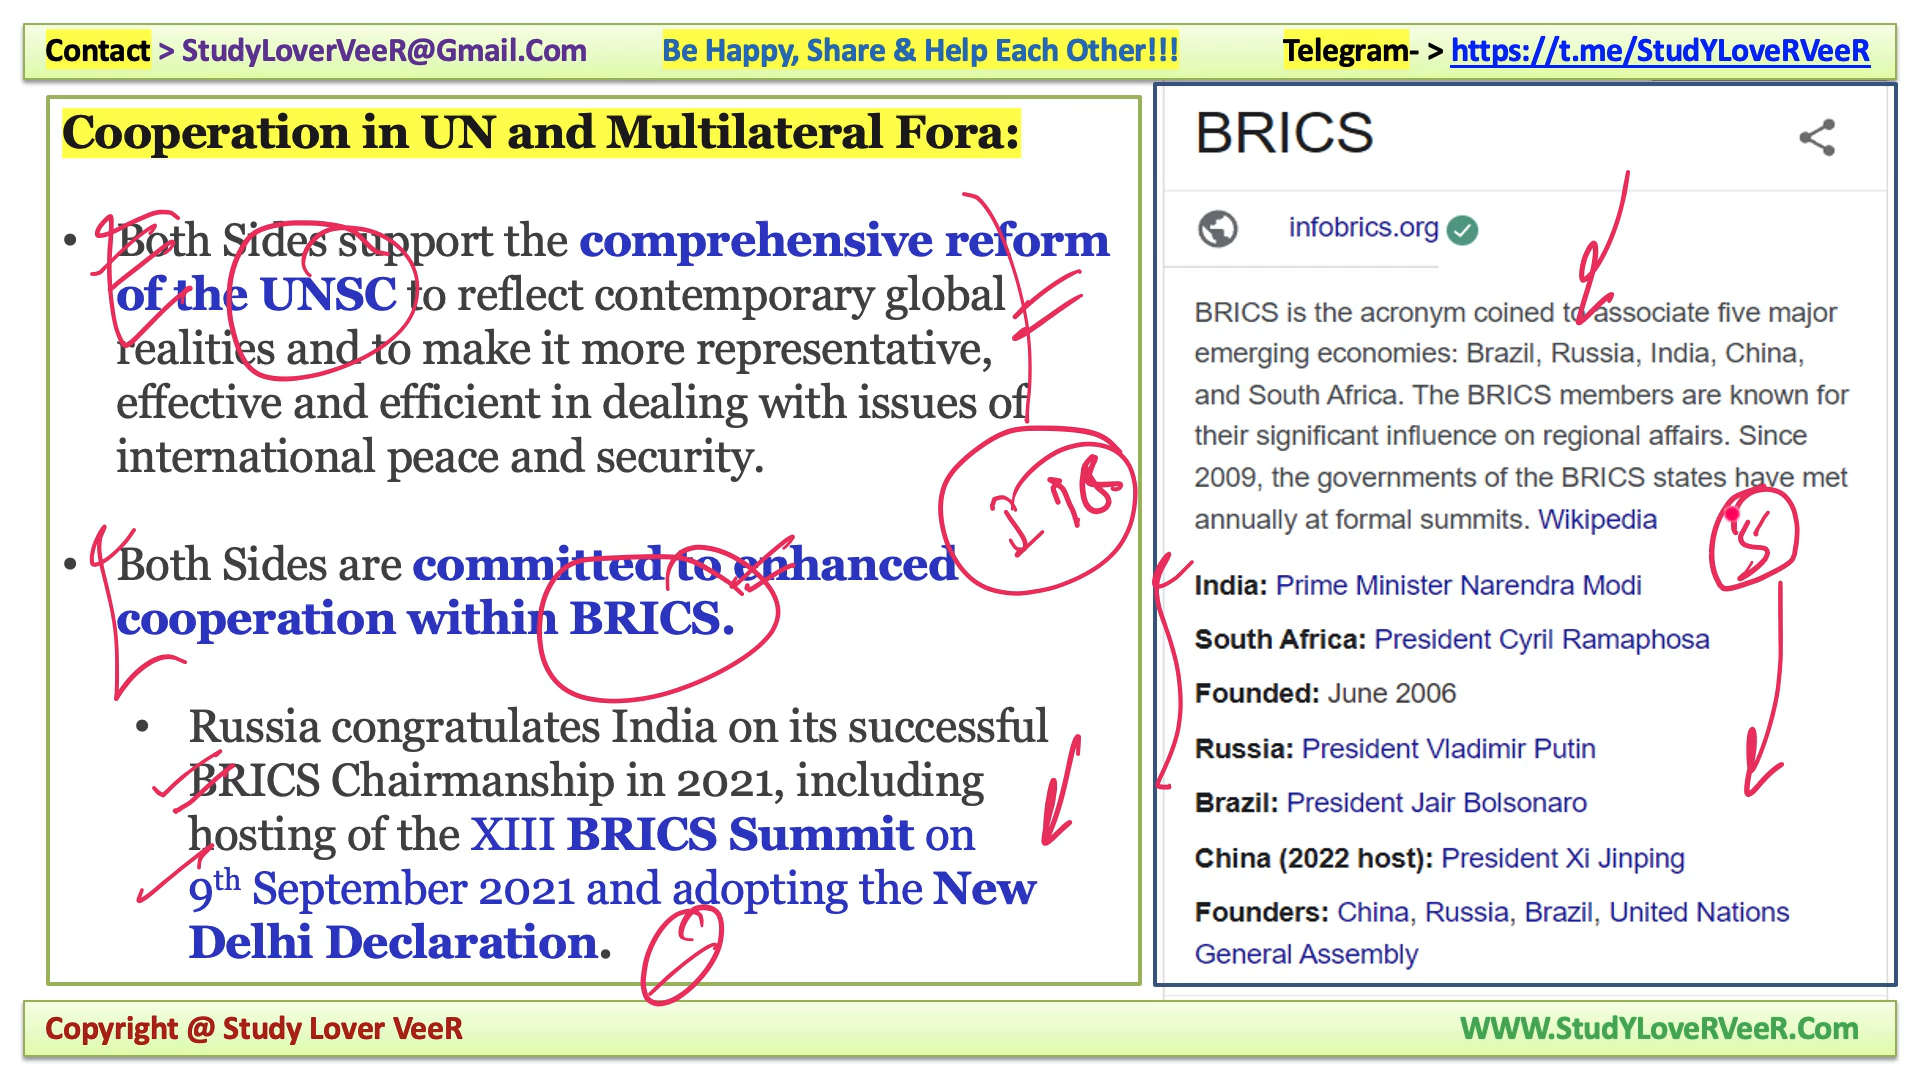 Contact > StudyLoverVeeR@Gmail.Com Be Happy, Share & Help Each Other!!! Telegram- > https://t.me/StudYLoveRVeeR
Cooperation in UN and Multilateral Fora:
• Both Sides support the comprehensive reform
of the UNSC to reflect contemporary global
realities and to make it more representative,
effective and efficient in dealing with issues of
international peace and security.
• Both Sides are committed to enhanced
cooperation within BRICS.
• Russia congratulates India on its successful
BRICS Chairmanship in 2021, including
hosting of the XIII BRICS Summit on
9th September 2021 and adopting the New
Delhi Declaration.
BRICS
infobrics.org
BRICS is the acronym coined to associate five major
emerging economies: Brazil, Russia, India, China,
and South Africa. The BRICS members are known for
their significant influence on regional affairs. Since
2009, the governments of the BRICS states have met
annually at formal summits. Wikipedia
5
India: Prime Minister Narendra Modi
South Africa: President Cyril Ramaphosa
Founded: June 2006
Russia: President Vladimir Putin
Brazil: President Jair Bolsonaro
China (2022 host): President Xi Jinping
Founders: China, Russia, Brazil, United Nations
General Assembly
Copyright @ Study Lover VeeR WWW.StudYLoveRVeeR.Com